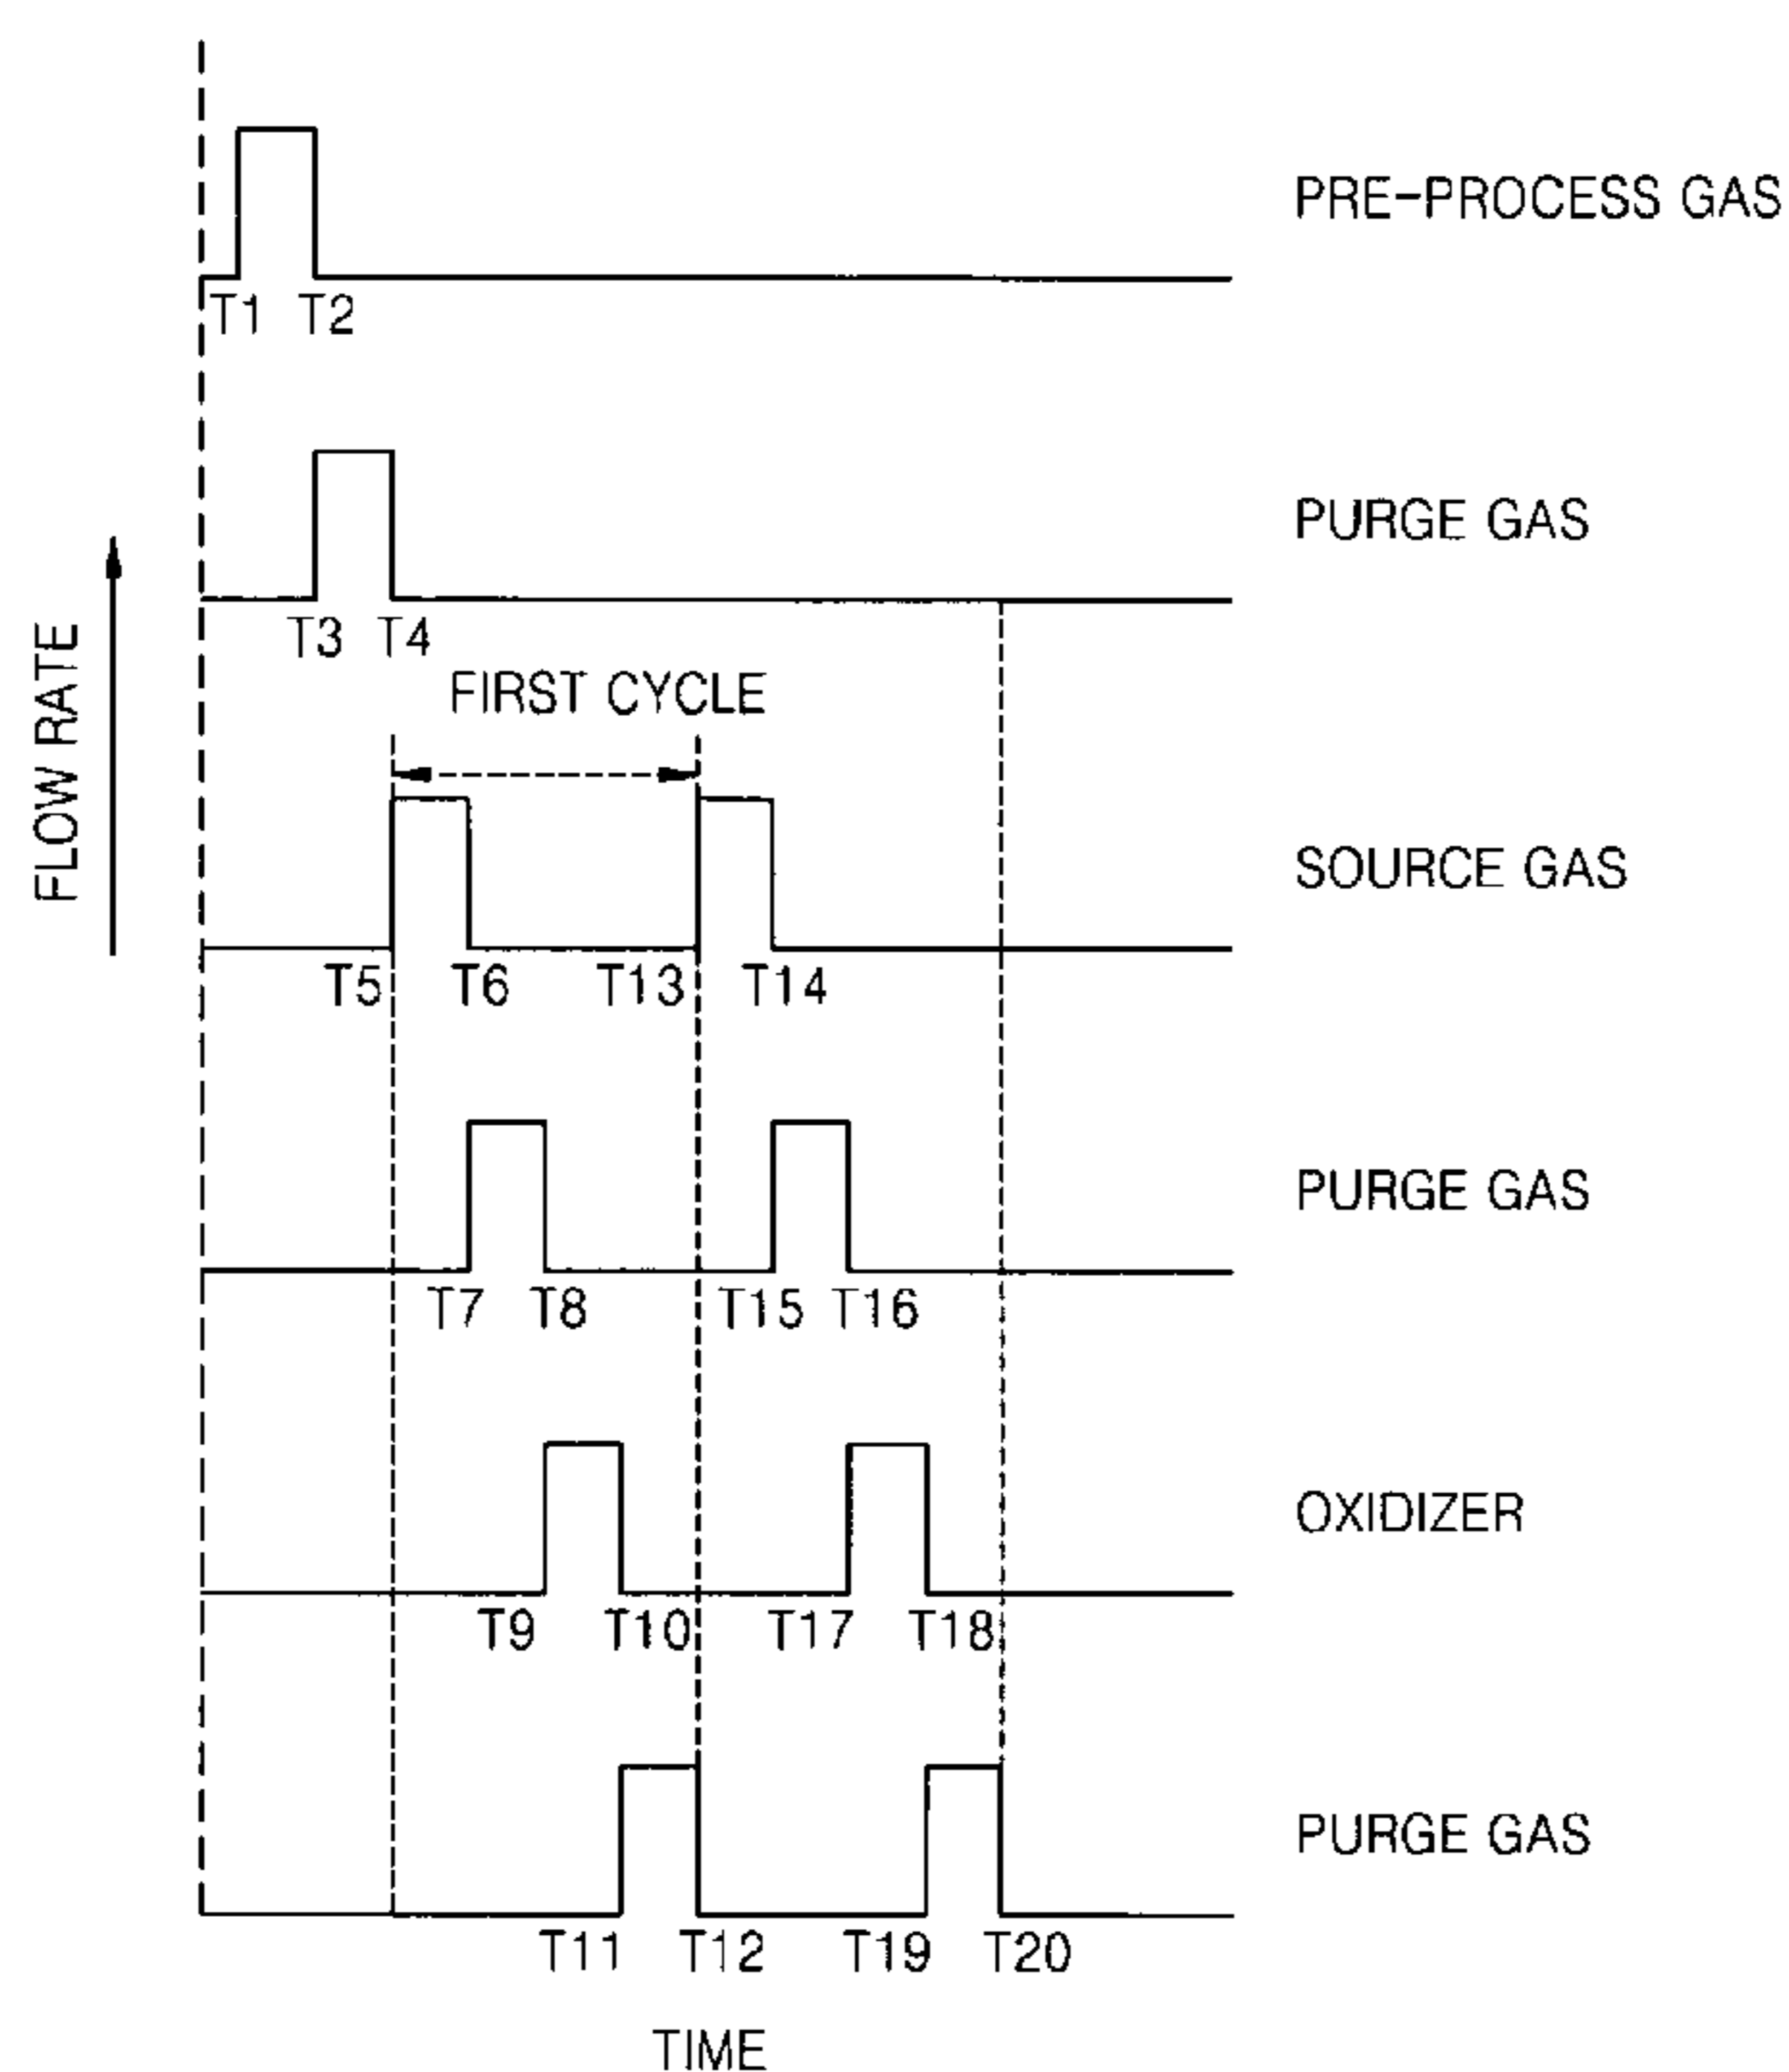 PRE-PROCESS GAS
T1 T2
PURGE GAS
T3 T4
FLOW RATE
FIRST CYCLE
SOURCE GAS
T5 T6 T13 T14
PURGE GAS
T7 T8 T15 T16
OXIDIZER
T9 T10 T17 T18
PURGE GAS
T11 T12 T19 T20
TIME